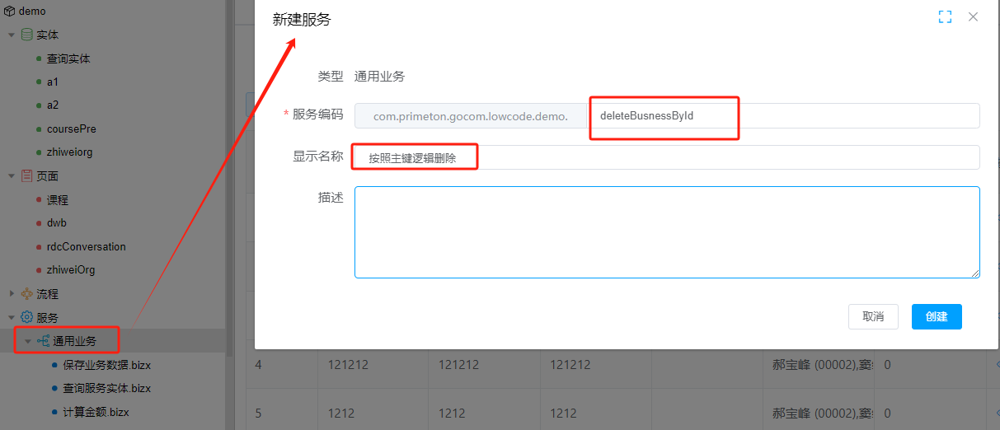 demo
实体
查询实体
a1
a2
coursePre
zhiweiorg
页面
课程
dwb
rdcConversation
zhiweiOrg
流程
服务
通用业务
保存业务数据.bizx
查询服务实体.bizx
计算金额.bizx
新建服务
类型 通用业务
* 服务编码 com.primeton.gocom.lowcode.demo. deleteBusnessById
显示名称 按照主键逻辑删除
描述
取消 创建
4 121212 121212 121212 郝宝峰 (00002),窦 0
5 1212 1212 1212 郝宝峰 (00002),窦 0